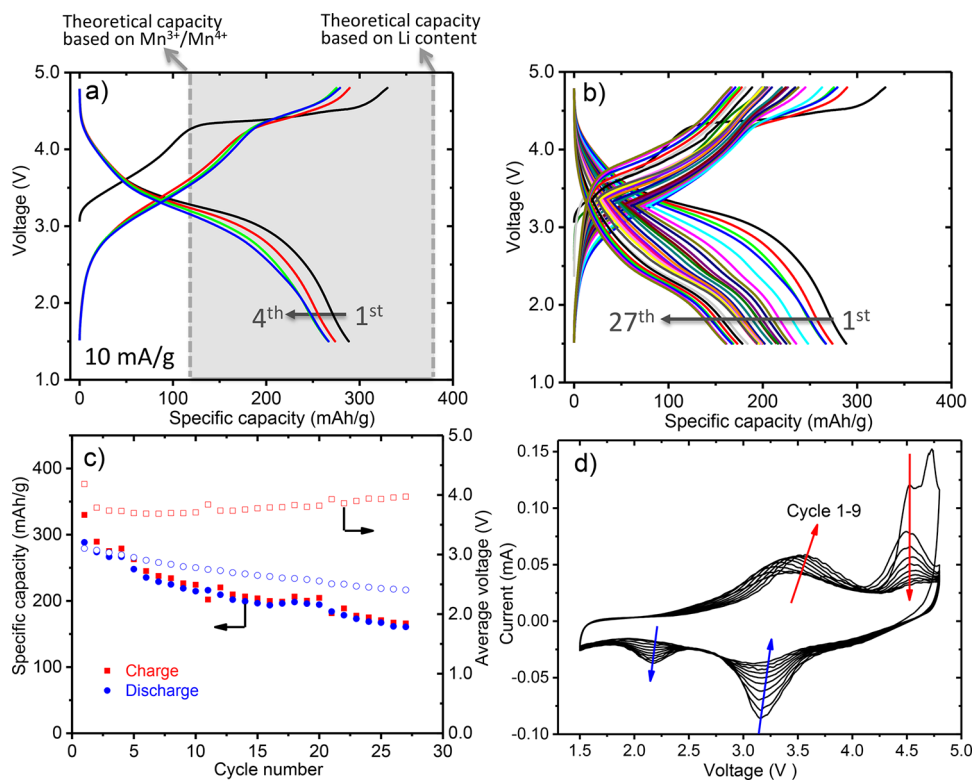 Theoretical capacity
based on Mn³⁺/Mn⁴⁺
Theoretical capacity
based on Li content
a)
5.0
4.0
3.0
2.0
1.0
Voltage (V)
4ᵗʰ
1ˢᵗ
10 mA/g
0
100
200
300
400
Specific capacity (mAh/g)
b)
5.0
4.0
3.0
2.0
1.0
Voltage (V)
27ᵗʰ
1ˢᵗ
0
100
200
300
400
Specific capacity (mAh/g)
c)
400
300
200
100
0
Specific capacity (mAh/g)
5.0
4.0
3.0
2.0
1.0
0.0
Average voltage (V)
Charge
Discharge
0
5
10
15
20
25
30
Cycle number
d)
0.15
0.10
0.05
0.00
-0.05
-0.10
Current (mA)
Cycle 1-9
1.5
2.0
2.5
3.0
3.5
4.0
4.5
5.0
Voltage (V )